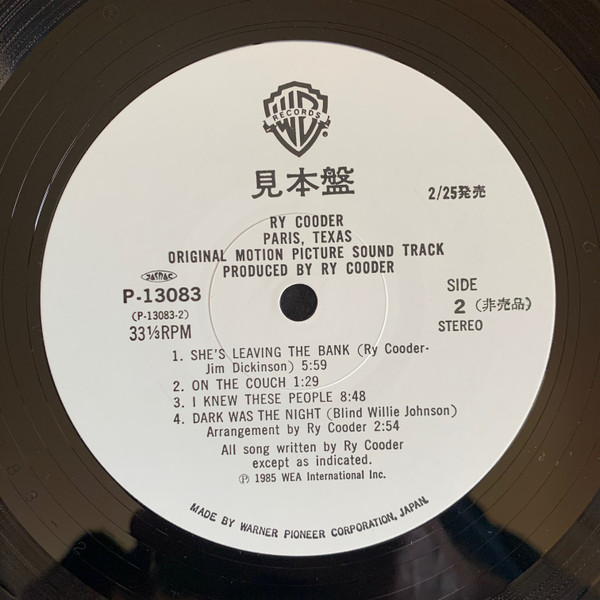 WB RECORDS
見本盤
2/25発売
RY COODER
PARIS, TEXAS
ORIGINAL MOTION PICTURE SOUND TRACK
PRODUCED BY RY COODER
P-13083
(P-13083-2)
33⅓RPM
SIDE
2 (非売品)
STEREO
1. SHE'S LEAVING THE BANK (Ry Cooder-
Jim Dickinson) 5:59
2. ON THE COUCH 1:29
3. I KNEW THESE PEOPLE 8:48
4. DARK WAS THE NIGHT (Blind Willie Johnson)
Arrangement by Ry Cooder 2:54
All song written by Ry Cooder
except as indicated.
Ⓟ 1985 WEA International Inc.
MADE BY WARNER PIONEER CORPORATION, JAPAN.